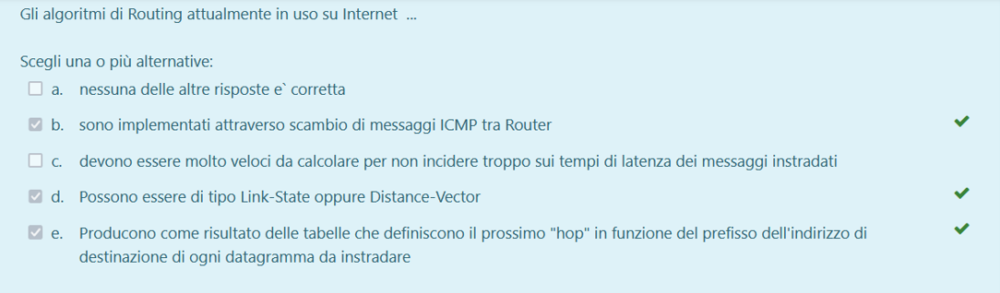 Gli algoritmi di Routing attualmente in uso su Internet ...
Scegli una o più alternative:
a. nessuna delle altre risposte e` corretta
b. sono implementati attraverso scambio di messaggi ICMP tra Router
c. devono essere molto veloci da calcolare per non incidere troppo sui tempi di latenza dei messaggi instradati
d. Possono essere di tipo Link-State oppure Distance-Vector
e. Producono come risultato delle tabelle che definiscono il prossimo "hop" in funzione del prefisso dell'indirizzo di
destinazione di ogni datagramma da instradare